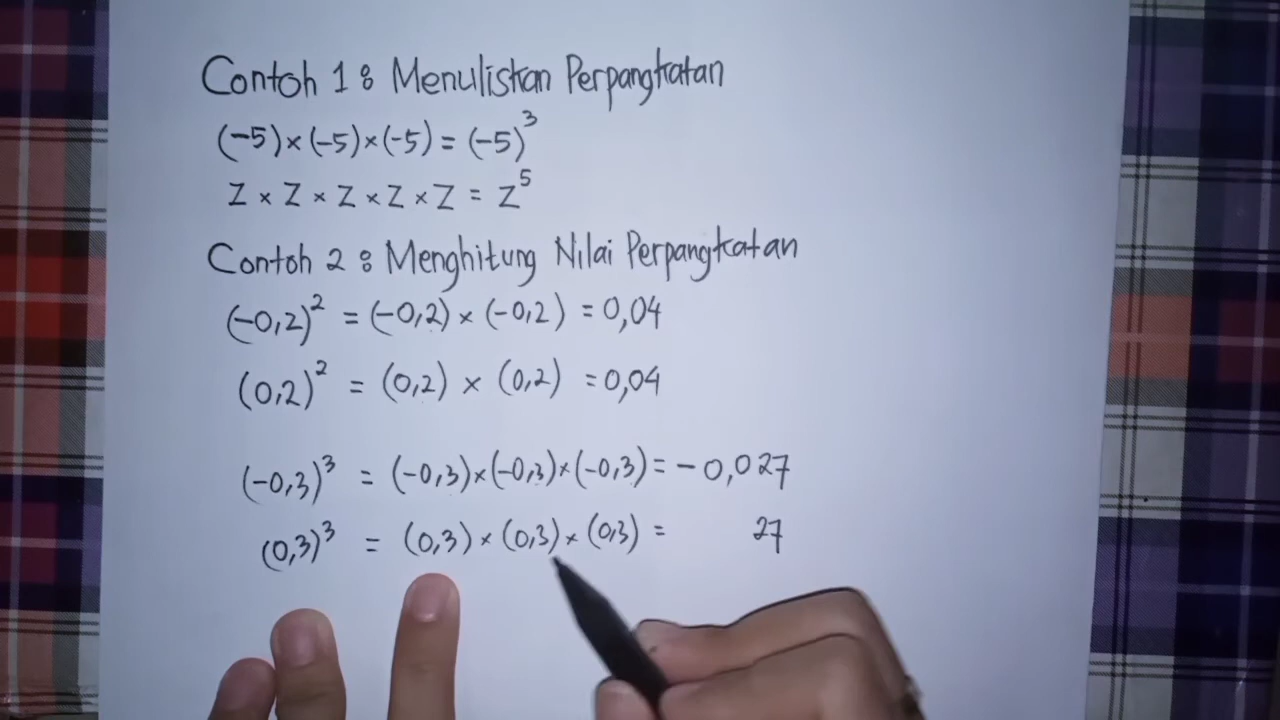 Contoh 1 : Menuliskan Perpangkatan
(-5)×(-5)×(-5) = (-5)³
Z × Z × Z × Z × Z = Z⁵
Contoh 2 : Menghitung Nilai Perpangkatan
(-0,2)² = (-0,2) × (-0,2) = 0,04
(0,2)² = (0,2) × (0,2) = 0,04
(-0,3)³ = (-0,3)×(-0,3)×(-0,3) = -0,027
(0,3)³ = (0,3) × (0,3) × (0,3) = 27